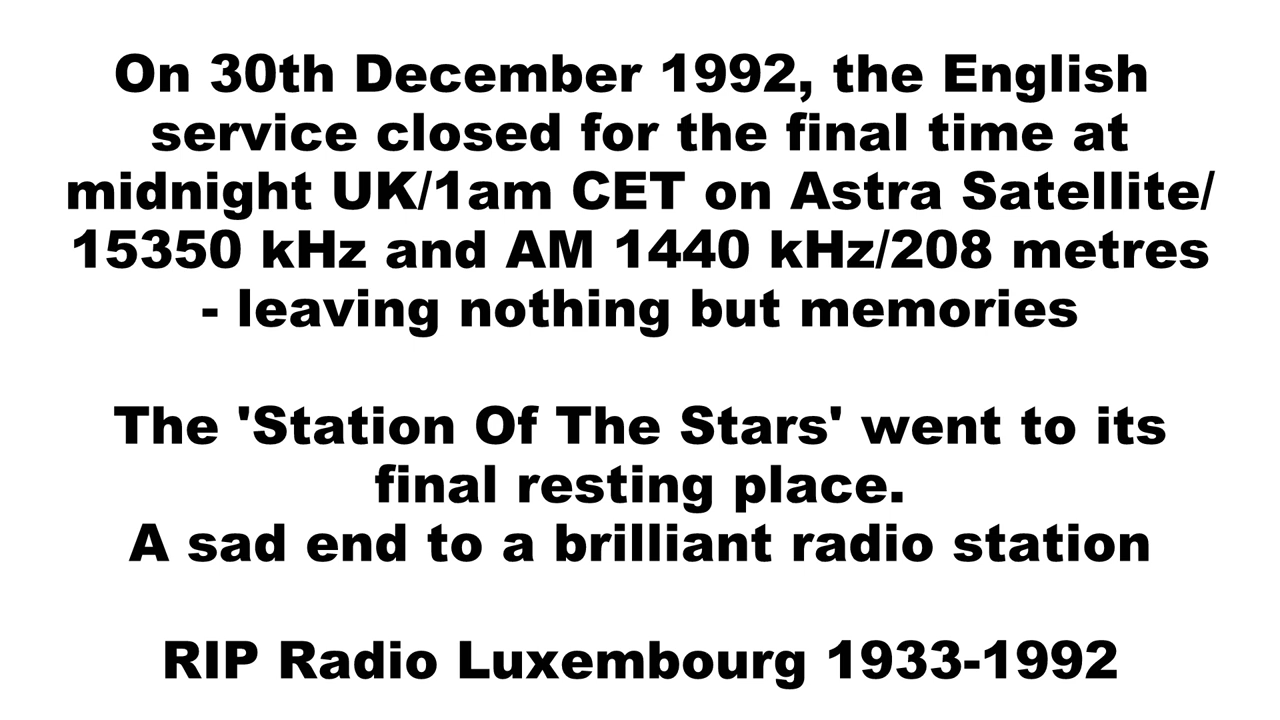 On 30th December 1992, the English
service closed for the final time at
midnight UK/1am CET on Astra Satellite/
15350 kHz and AM 1440 kHz/208 metres
- leaving nothing but memories
The 'Station Of The Stars' went to its
final resting place.
A sad end to a brilliant radio station
RIP Radio Luxembourg 1933-1992